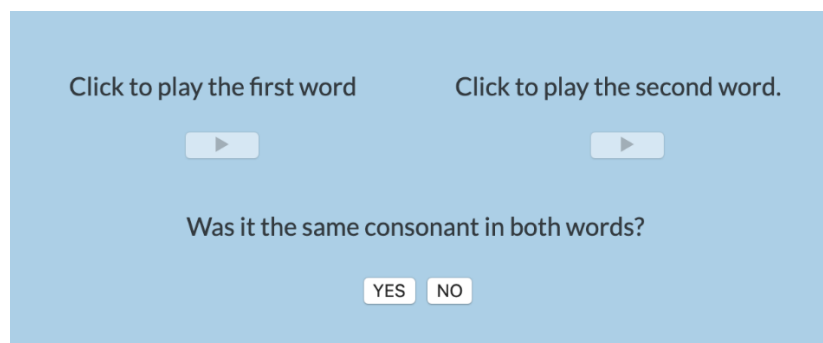 Click to play the first word
Click to play the second word.
Was it the same consonant in both words?
YES
NO